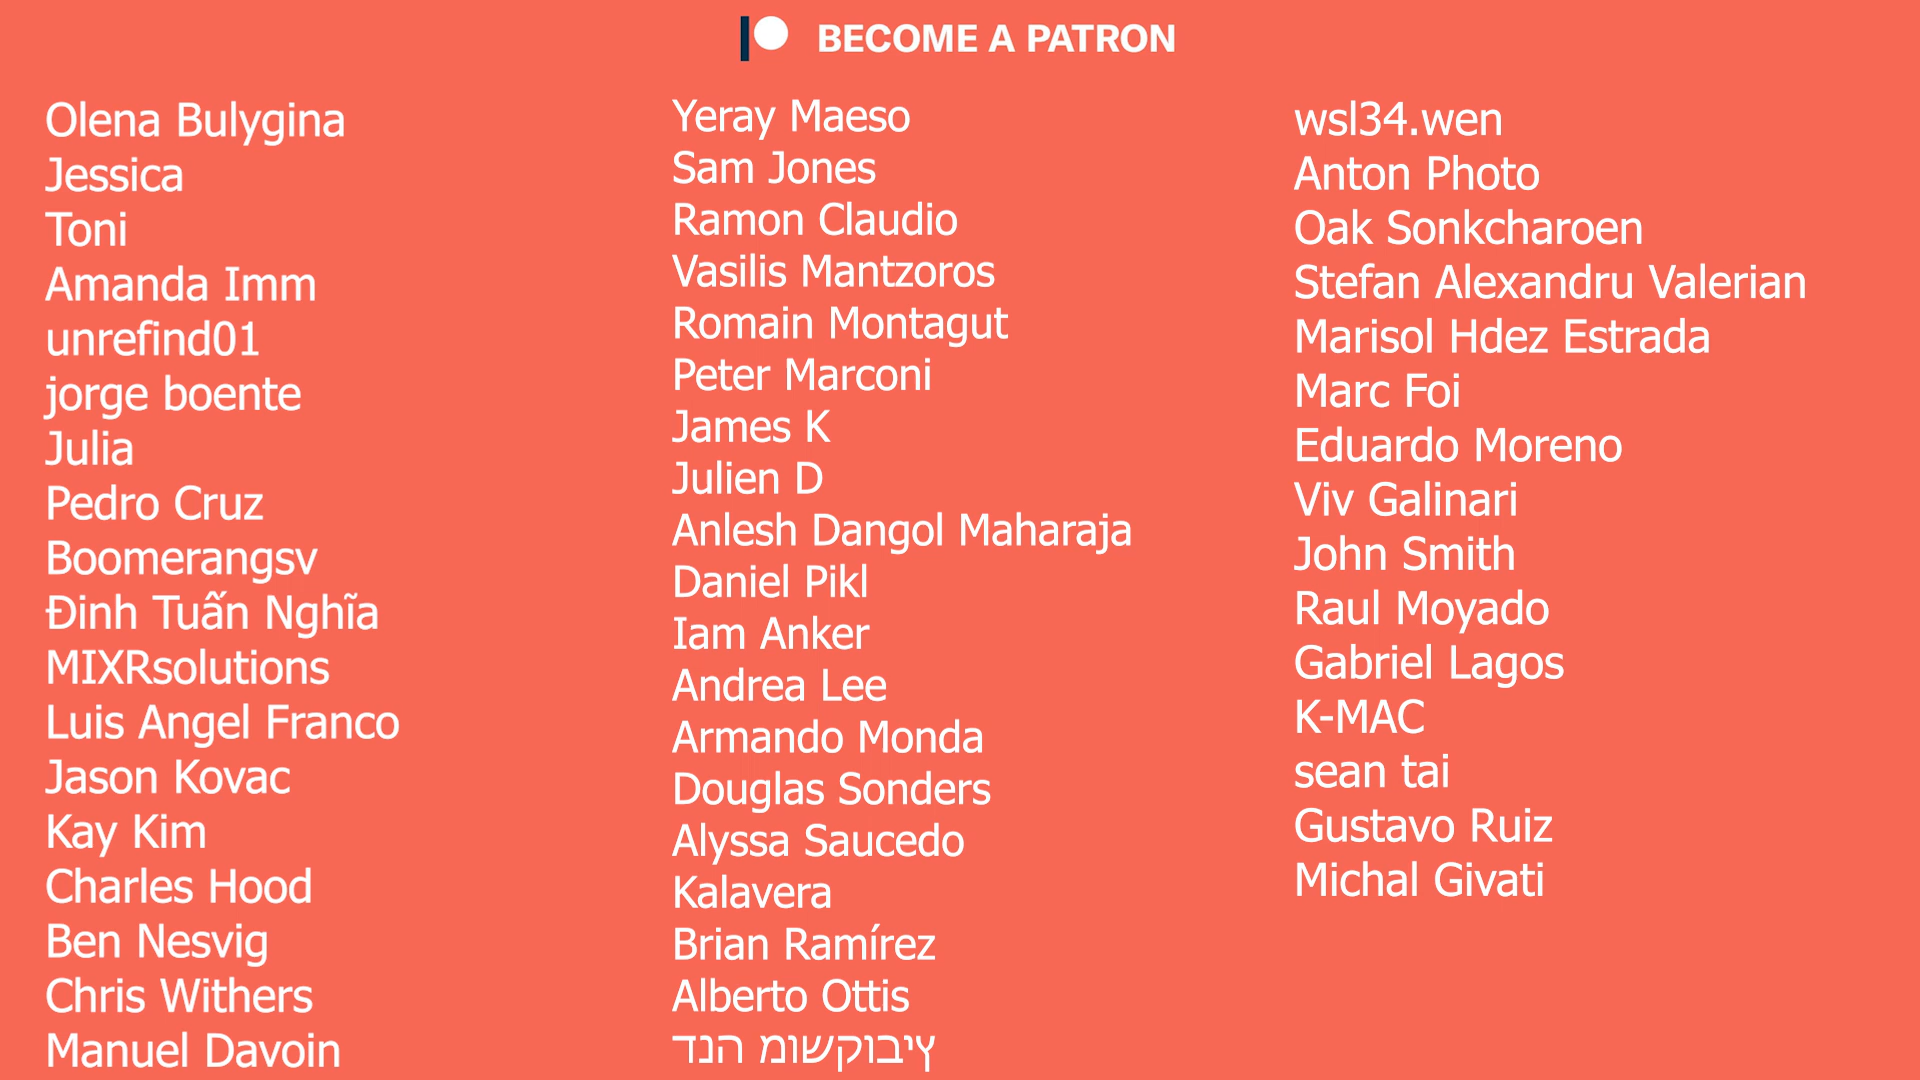 BECOME A PATRON
Olena Bulygina
Jessica
Toni
Amanda Imm
unrefind01
jorge boente
Julia
Pedro Cruz
Boomerangsv
Đinh Tuấn Nghĩa
MIXRsolutions
Luis Angel Franco
Jason Kovac
Kay Kim
Charles Hood
Ben Nesvig
Chris Withers
Manuel Davoin
Yeray Maeso
Sam Jones
Ramon Claudio
Vasilis Mantzoros
Romain Montagut
Peter Marconi
James K
Julien D
Anlesh Dangol Maharaja
Daniel Pikl
Iam Anker
Andrea Lee
Armando Monda
Douglas Sonders
Alyssa Saucedo
Kalavera
Brian Ramírez
Alberto Ottis
דנה מושקוביץ
wsl34.wen
Anton Photo
Oak Sonkcharoen
Stefan Alexandru Valerian
Marisol Hdez Estrada
Marc Foi
Eduardo Moreno
Viv Galinari
John Smith
Raul Moyado
Gabriel Lagos
K-MAC
sean tai
Gustavo Ruiz
Michal Givati